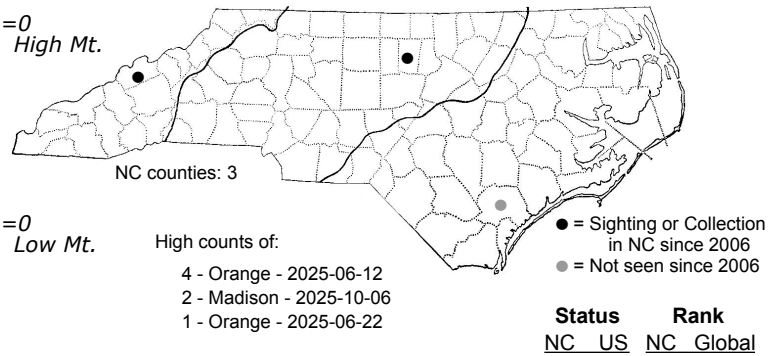 =0
High Mt.
NC counties: 3
=0
Low Mt.
High counts of:
4 - Orange - 2025-06-12
2 - Madison - 2025-10-06
1 - Orange - 2025-06-22
● = Sighting or Collection
in NC since 2006
● = Not seen since 2006
Status Rank
NC US NC Global